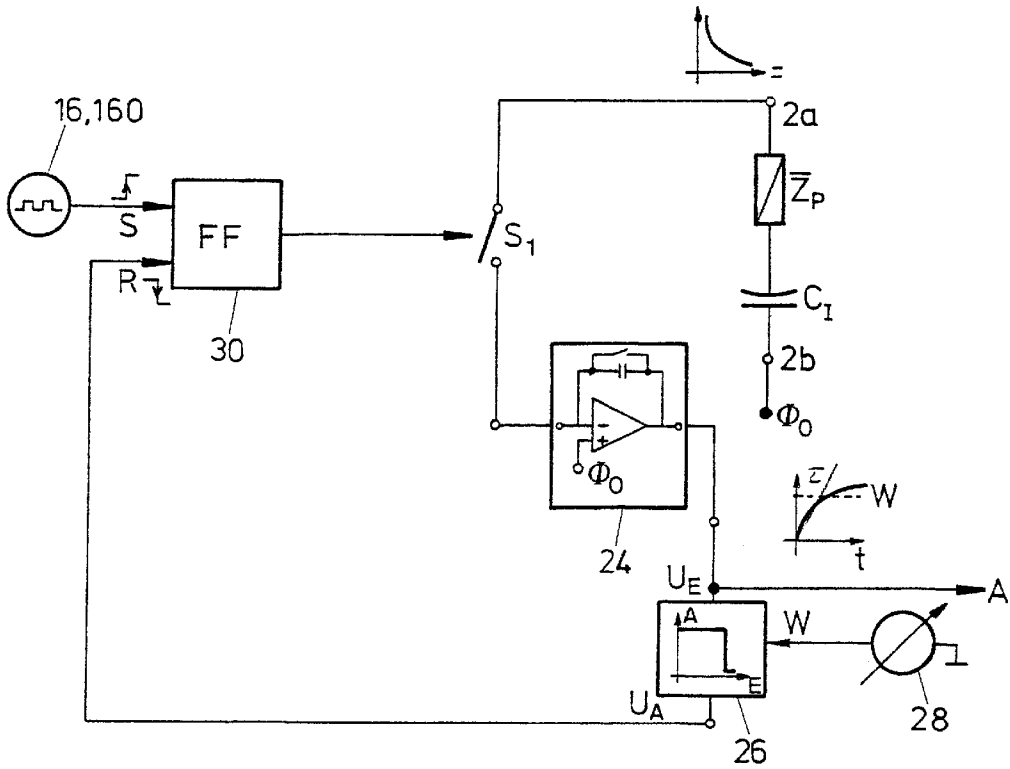 =
2a
16,160
Z̅P
S
FF
S1
R
CI
30
2b
Φ0
−
+
Φ0
τ
W
t
24
UE
A
A
W
E
UA
28
26